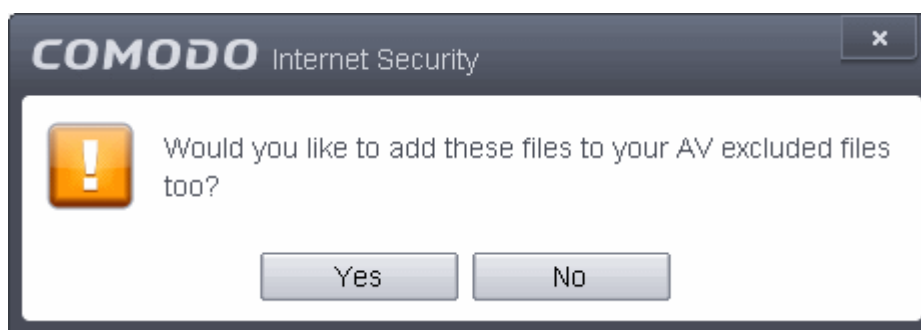 COMODO Internet Security
Would you like to add these files to your AV excluded files
too?
Yes No